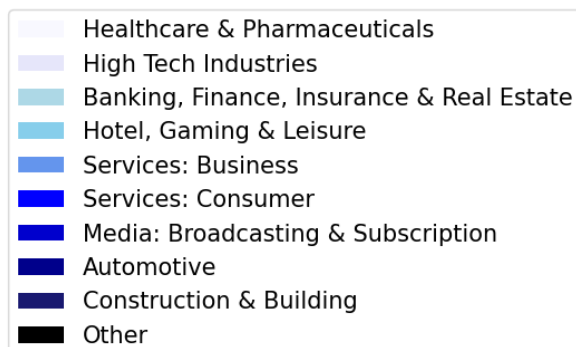 Healthcare & Pharmaceuticals
High Tech Industries
Banking, Finance, Insurance & Real Estate
Hotel, Gaming & Leisure
Services: Business
Services: Consumer
Media: Broadcasting & Subscription
Automotive
Construction & Building
Other